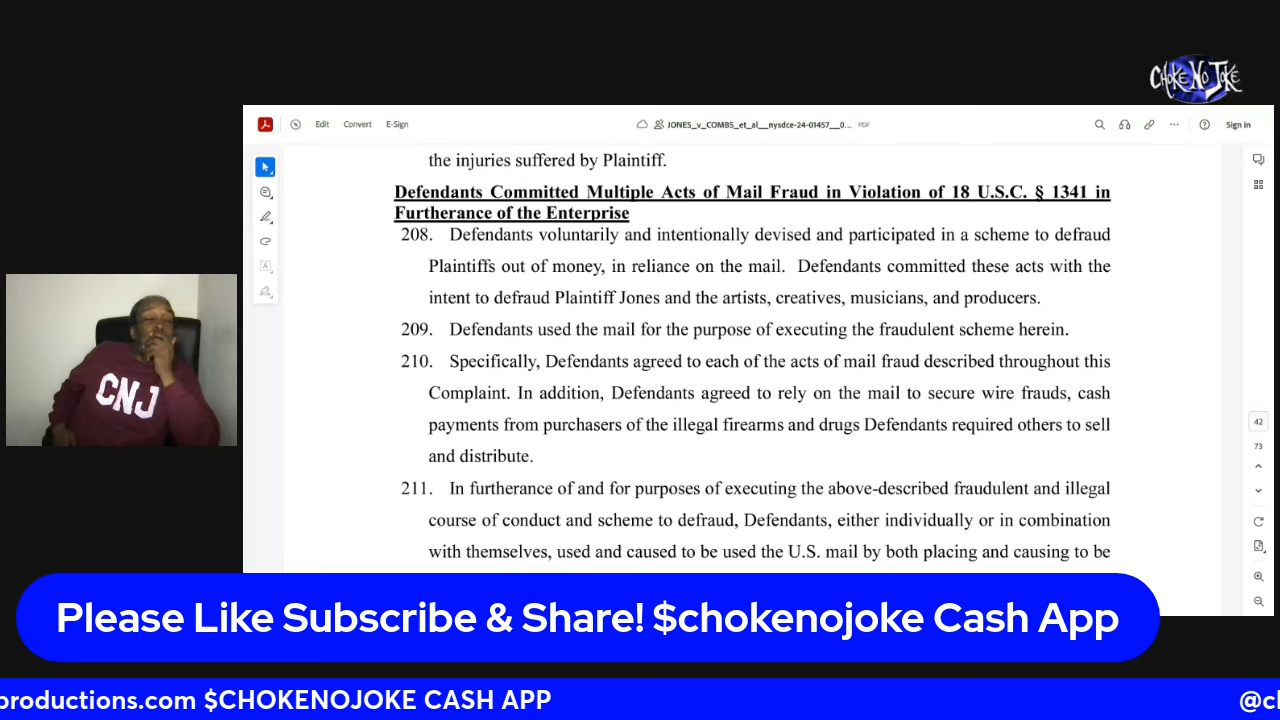 CHOKE NO JOKE
Edit Convert E-Sign
JONES_v_COMBS_et_al__nysdce-24-01457__0... PDF
Sign in
the injuries suffered by Plaintiff.
Defendants Committed Multiple Acts of Mail Fraud in Violation of 18 U.S.C. § 1341 in
Furtherance of the Enterprise
208. Defendants voluntarily and intentionally devised and participated in a scheme to defraud
Plaintiffs out of money, in reliance on the mail. Defendants committed these acts with the
intent to defraud Plaintiff Jones and the artists, creatives, musicians, and producers.
209. Defendants used the mail for the purpose of executing the fraudulent scheme herein.
210. Specifically, Defendants agreed to each of the acts of mail fraud described throughout this
Complaint. In addition, Defendants agreed to rely on the mail to secure wire frauds, cash
payments from purchasers of the illegal firearms and drugs Defendants required others to sell
and distribute.
211. In furtherance of and for purposes of executing the above-described fraudulent and illegal
course of conduct and scheme to defraud, Defendants, either individually or in combination
with themselves, used and caused to be used the U.S. mail by both placing and causing to be
42
73
CNJ
Please Like Subscribe & Share! $chokenojoke Cash App
productions.com $CHOKENOJOKE CASH APP
@ch